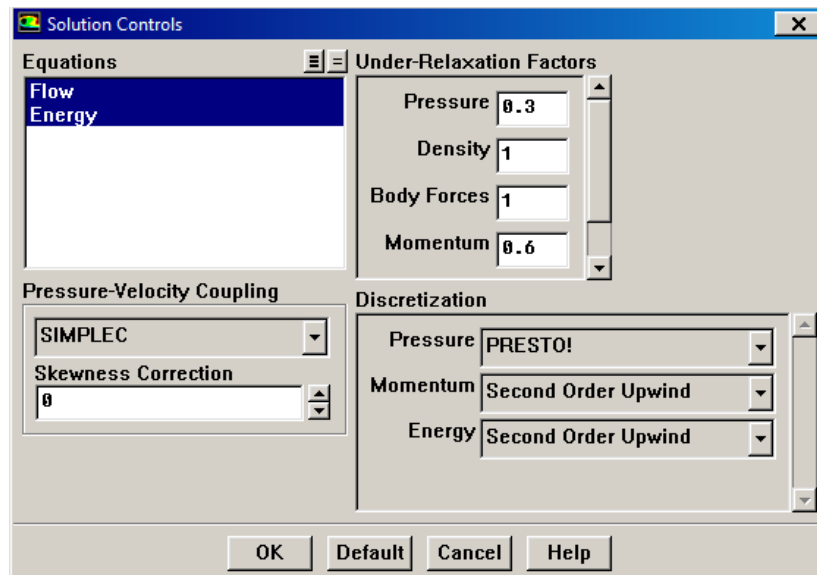 Solution Controls
Equations
Flow
Energy
Under-Relaxation Factors
Pressure 0.3
Density 1
Body Forces 1
Momentum 0.6
Pressure-Velocity Coupling
SIMPLEC
Skewness Correction
0
Discretization
Pressure PRESTO!
Momentum Second Order Upwind
Energy Second Order Upwind
OK Default Cancel Help